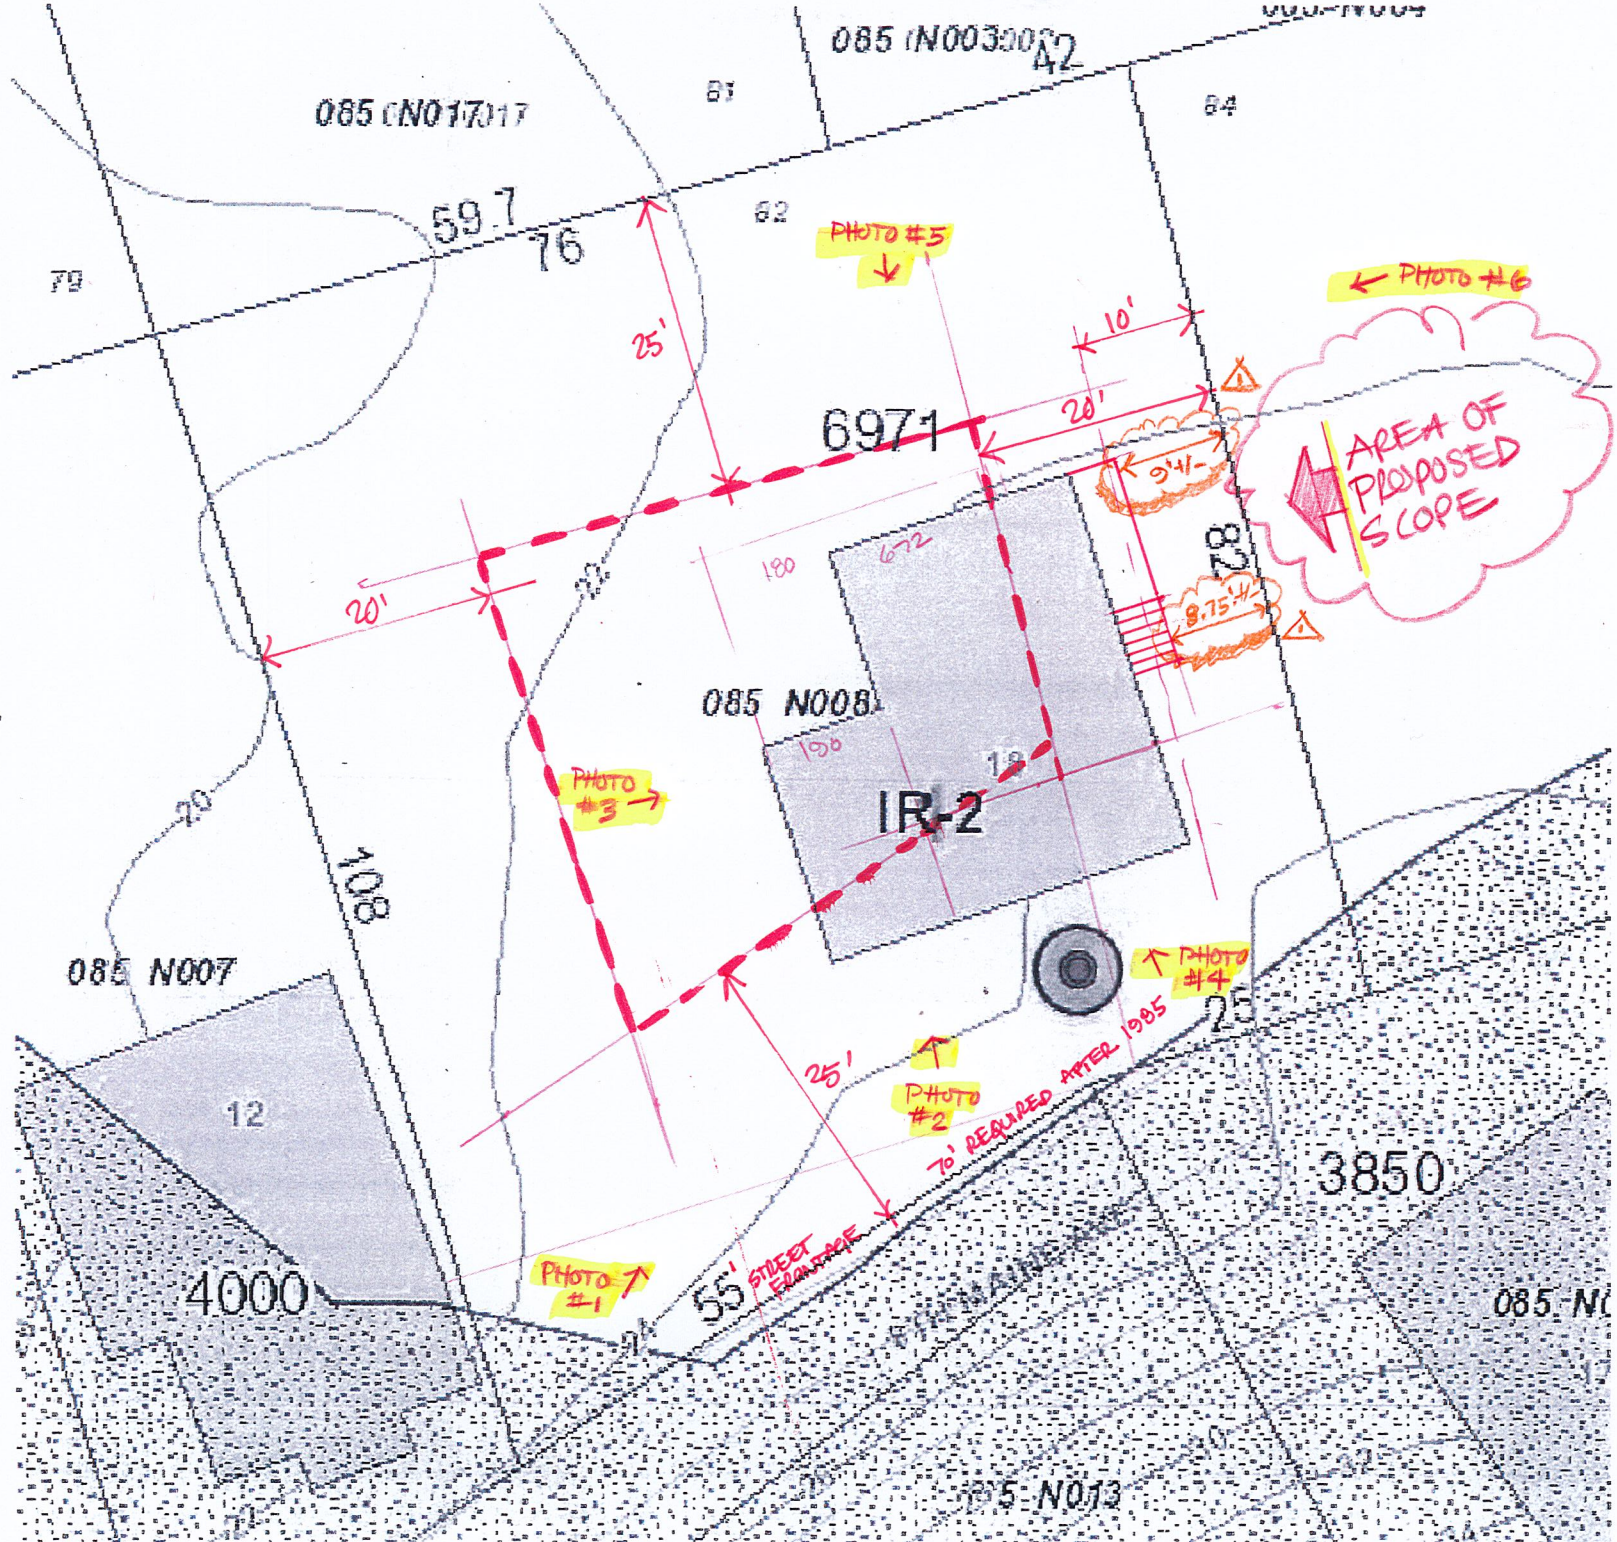 085 N003
42
085 N017
81
84
59.7
76
82
79
PHOTO #5
↓
← PHOTO #6
10'
25'
20'
6971
9'+/-
AREA OF
PROPOSED
SCOPE
82
672
180
20'
8.75'+/-
085 N008
180
18
IR-2
PHOTO
#3 →
20
108
085 N007
↑ PHOTO
#4
25
25'
↑
PHOTO
#2
70' REQUIRED AFTER 1985
12
3850
STREET
FRONTAGE
PHOTO ↗
#1
55'
4000
085 N0
N013